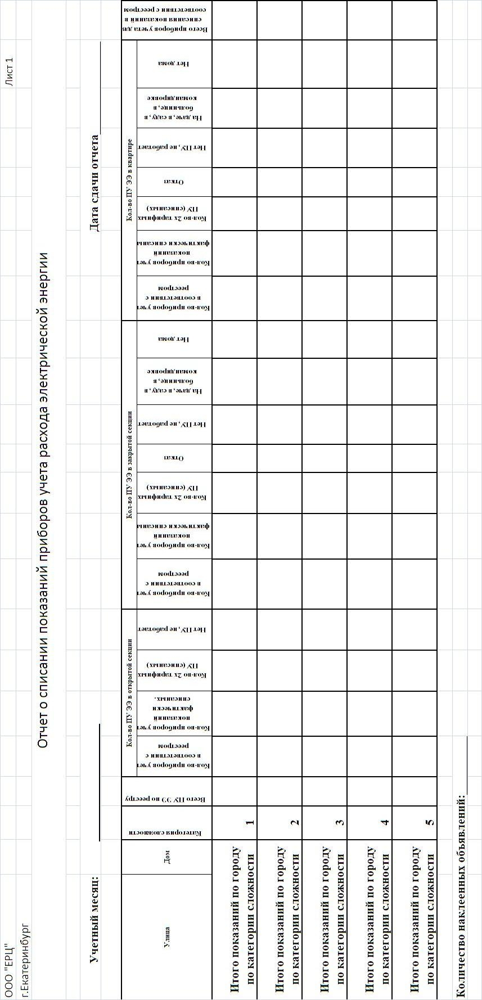 ООО "ЕРЦ"
Лист 1
г.Екатеринбург
Отчет о списании показаний приборов учета расхода электрической энергии
Учетный месяц:
Дата сдачи отчета
Улица
Дом
Категория сложности
Всего ПУ ЭЭ по реестру
Кол-во ПУ ЭЭ в открытой секции
Кол-во приборов учет
в соответствии с
реестром
Кол-во приборов учет
показаний
фактически
списаных.
Кол-во 2х тарифных
ПУ (списаных)
Нет ПУ, не работает
Кол-во ПУ ЭЭ в закрытой секции
Кол-во приборов учет
в соответствии с
реестром
Кол-во приборов учет
показаний
фактически списаны
Кол-во 2х тарифных
ПУ (списаных)
Отказ
Нет ПУ, не работает
На даче, в саду, в
больнице, в
командировке
Нет дома
Кол-во ПУ ЭЭ в квартире
Кол-во приборов учет
в соответствии с
реестром
Кол-во приборов учет
показаний
фактически списаны
Кол-во 2х тарифных
ПУ (списаных)
Отказ
Нет ПУ, не работает
На даче, в саду, в
больнице, в
командировке
Нет дома
Всего приборов учета для
списания показаний в
соответствии с реестром
Итого показаний по городу
по категории сложности 1
Итого показаний по городу
по категории сложности 2
Итого показаний по городу
по категории сложности 3
Итого показаний по городу
по категории сложности 4
Итого показаний по городу
по категории сложности 5
Количество наклеенных объявлений: